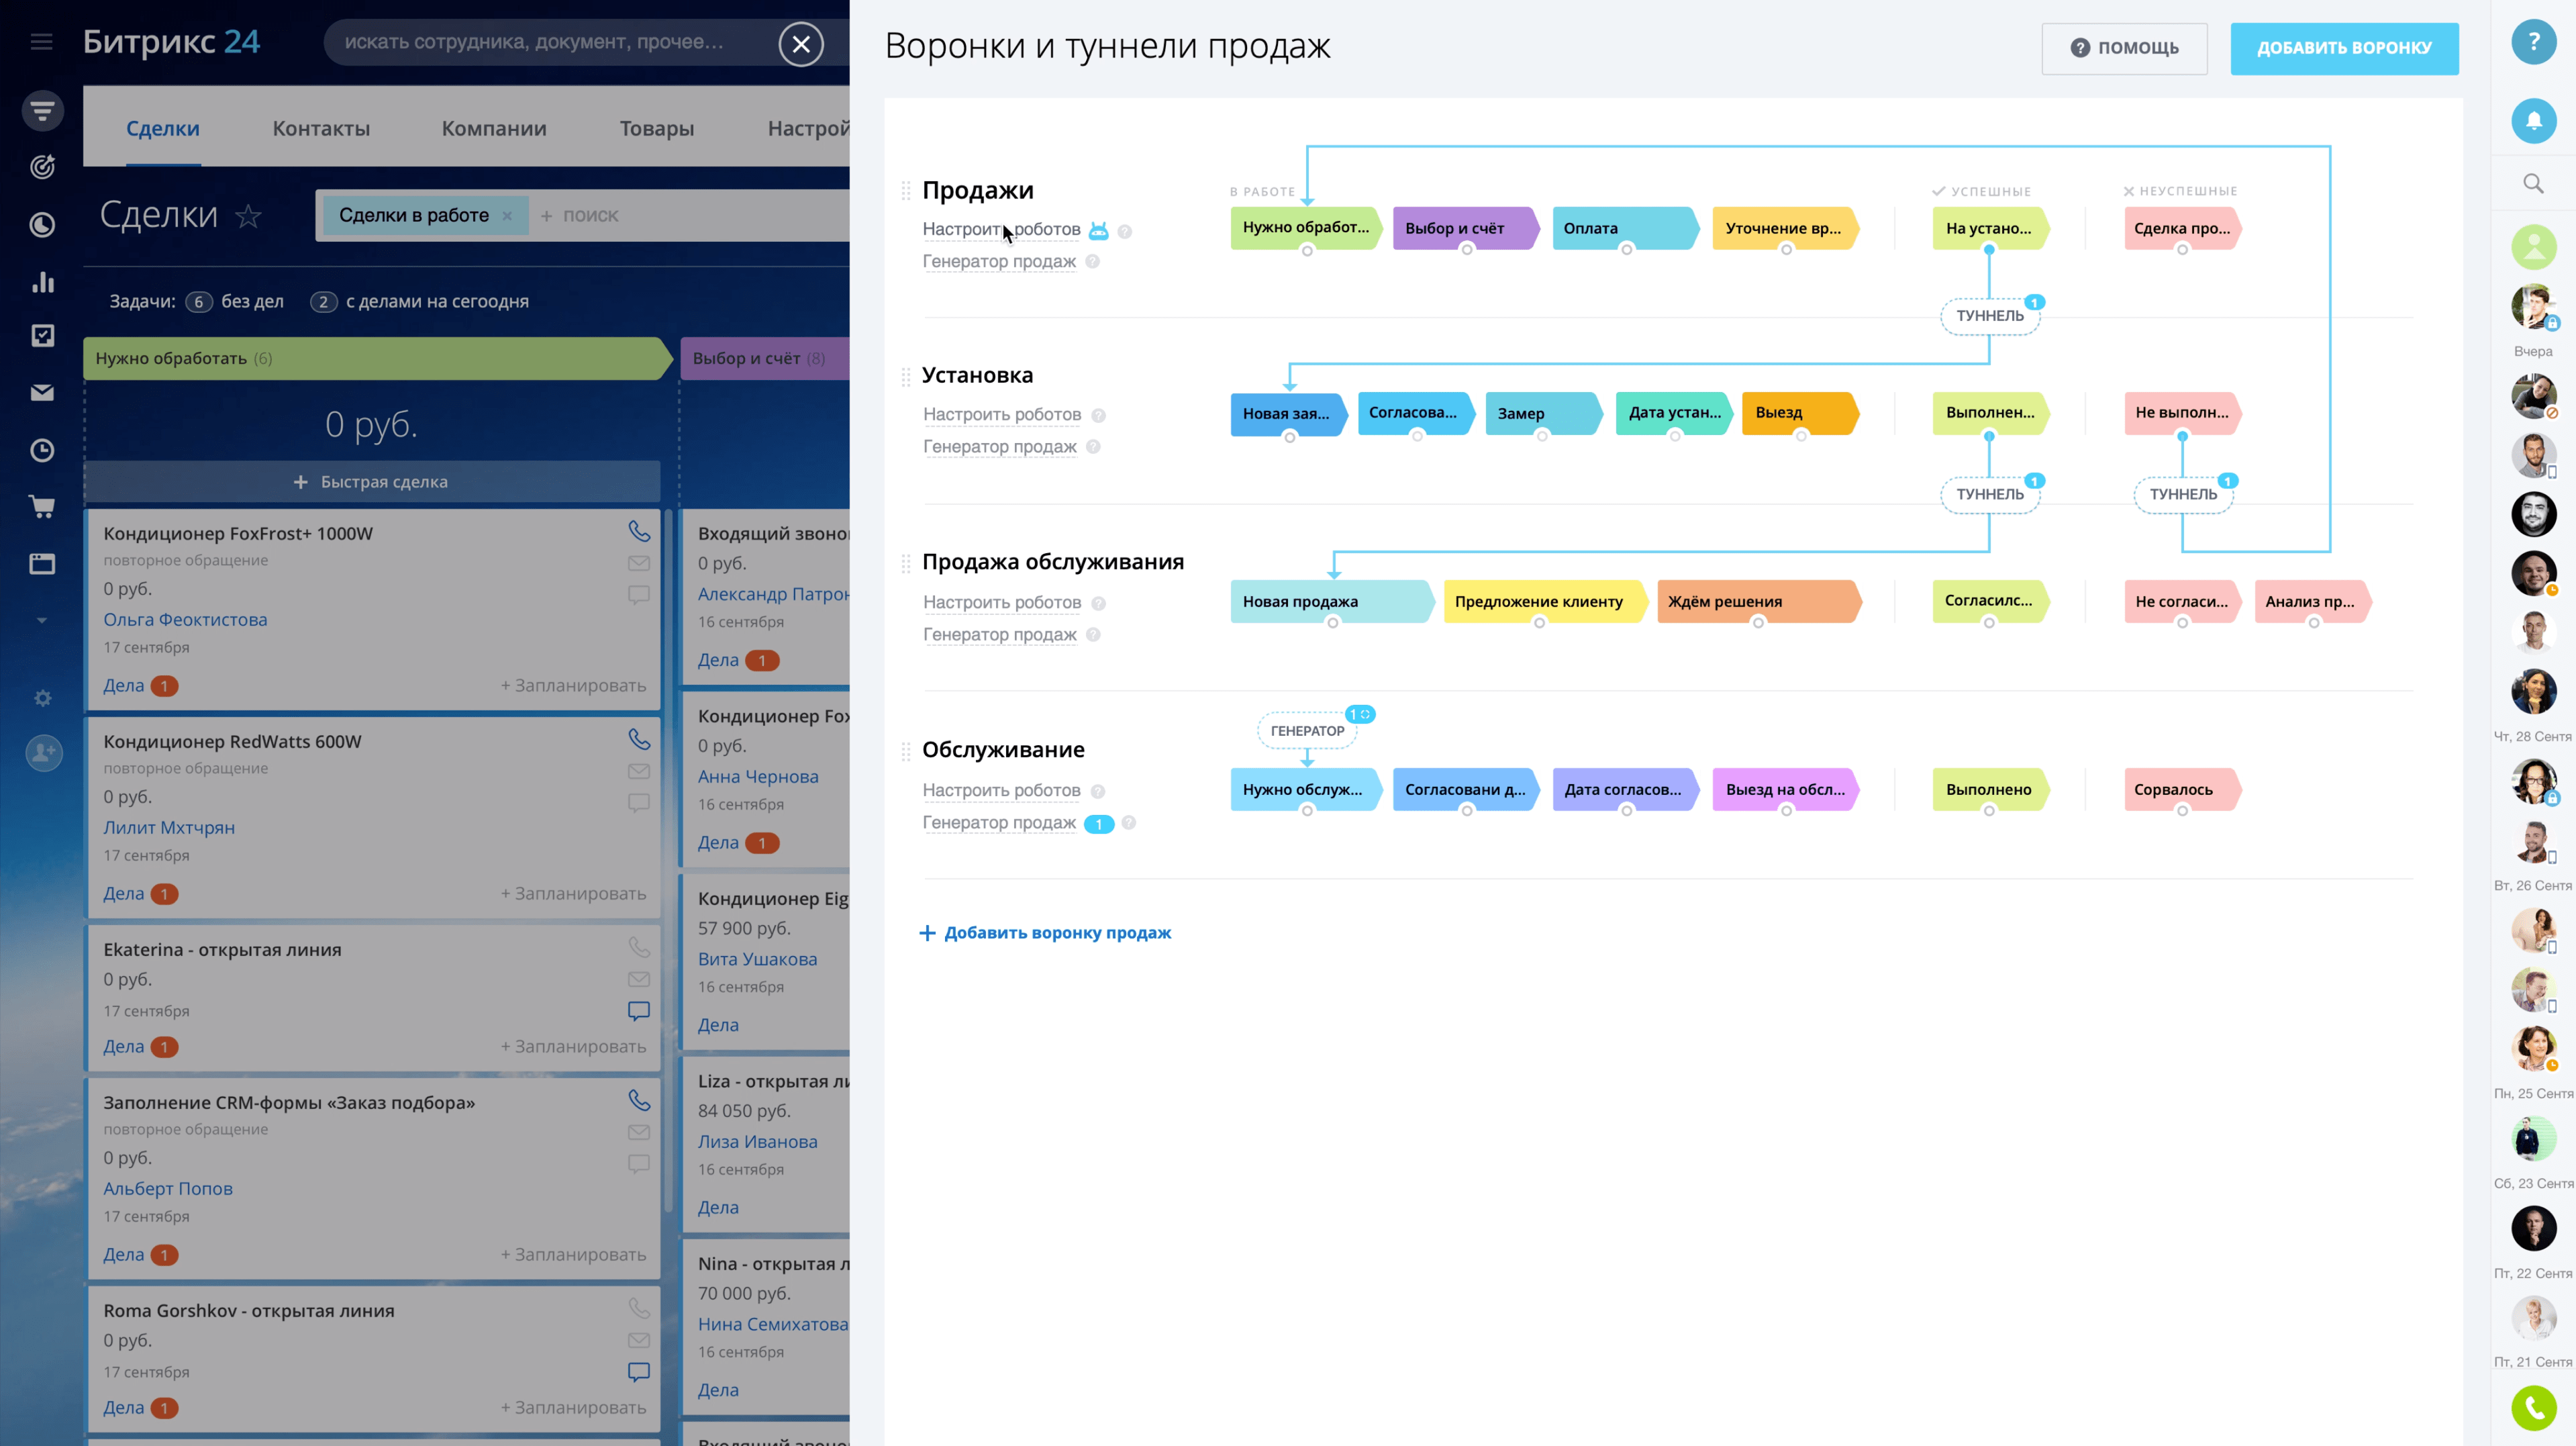 Битрикс 24
искать сотрудника, документ, прочее...
Сделки
Контакты
Компании
Товары
Настрой
Сделки
Сделки в работе ×
+ поиск
Задачи: 6 без дел 2 с делами на сегоодня
Нужно обработать (6)
0 руб.
+ Быстрая сделка
Кондиционер FoxFrost+ 1000W
повторное обращение
0 руб.
Ольга Феоктистова
17 сентября
Дела 1
+ Запланировать
Кондиционер RedWatts 600W
повторное обращение
0 руб.
Лилит Мхтчрян
17 сентября
Дела 1
+ Запланировать
Ekaterina - открытая линия
0 руб.
17 сентября
Дела 1
+ Запланировать
Заполнение CRM-формы «Заказ подбора»
повторное обращение
0 руб.
Альберт Попов
17 сентября
Дела 1
+ Запланировать
Roma Gorshkov - открытая линия
0 руб.
17 сентября
Дела 1
+ Запланировать
Выбор и счёт (8)
Входящий звоно
0 руб.
Александр Патрон
16 сентября
Дела 1
Кондиционер Fox
0 руб.
Анна Чернова
16 сентября
Дела 1
Кондиционер Eig
57 900 руб.
Вита Ушакова
16 сентября
Дела
Liza - открытая ли
84 050 руб.
Лиза Иванова
16 сентября
Дела
Nina - открытая л
70 000 руб.
Нина Семихатова
16 сентября
Дела
Воронки и туннели продаж
? ПОМОЩЬ
ДОБАВИТЬ ВОРОНКУ
В РАБОТЕ
УСПЕШНЫЕ
НЕУСПЕШНЫЕ
Продажи
Настроить роботов ?
Генератор продаж ?
Нужно обработ...
Выбор и счёт
Оплата
Уточнение вр...
На устано...
Сделка про...
ТУННЕЛЬ 1
Установка
Настроить роботов ?
Генератор продаж ?
Новая зая...
Согласова...
Замер
Дата устан...
Выезд
Выполнен...
Не выполн...
ТУННЕЛЬ 1
ТУННЕЛЬ 1
Продажа обслуживания
Настроить роботов ?
Генератор продаж ?
Новая продажа
Предложение клиенту
Ждём решения
Согласилс...
Не согласи...
Анализ пр...
ГЕНЕРАТОР 1
Обслуживание
Настроить роботов ?
Генератор продаж 1 ?
Нужно обслуж...
Согласовани д...
Дата согласов...
Выезд на обсл...
Выполнено
Сорвалось
+ Добавить воронку продаж
?
Вчера
Чт, 28 Сентя
Вт, 26 Сентя
Пн, 25 Сентя
Сб, 23 Сентя
Пт, 22 Сентя
Пт, 21 Сентя